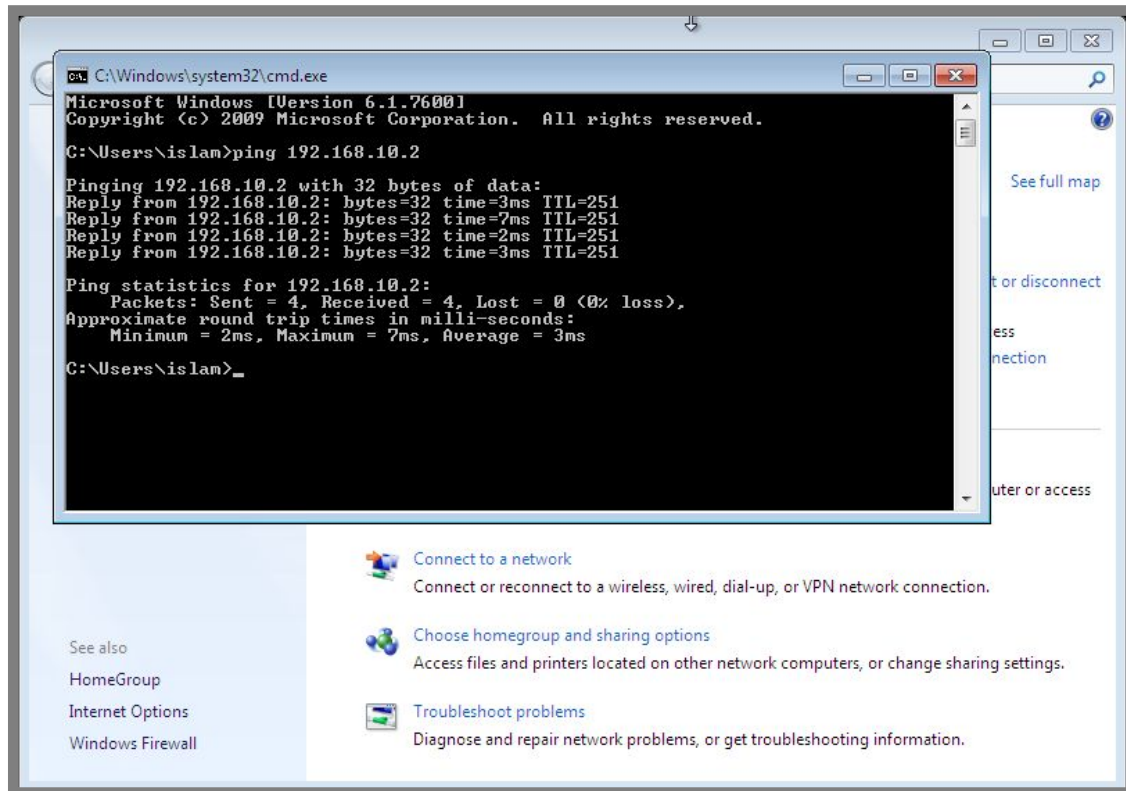 C:\Windows\system32\cmd.exe
Microsoft Windows [Version 6.1.7600]
Copyright (c) 2009 Microsoft Corporation.  All rights reserved.
C:\Users\islam>ping 192.168.10.2
Pinging 192.168.10.2 with 32 bytes of data:
Reply from 192.168.10.2: bytes=32 time=3ms TTL=251
Reply from 192.168.10.2: bytes=32 time=7ms TTL=251
Reply from 192.168.10.2: bytes=32 time=2ms TTL=251
Reply from 192.168.10.2: bytes=32 time=3ms TTL=251
Ping statistics for 192.168.10.2:
    Packets: Sent = 4, Received = 4, Lost = 0 (0% loss),
Approximate round trip times in milli-seconds:
    Minimum = 2ms, Maximum = 7ms, Average = 3ms
C:\Users\islam>_
See full map
t or disconnect
ess
nection
uter or access
Connect to a network
Connect or reconnect to a wireless, wired, dial-up, or VPN network connection.
Choose homegroup and sharing options
Access files and printers located on other network computers, or change sharing settings.
Troubleshoot problems
Diagnose and repair network problems, or get troubleshooting information.
See also
HomeGroup
Internet Options
Windows Firewall